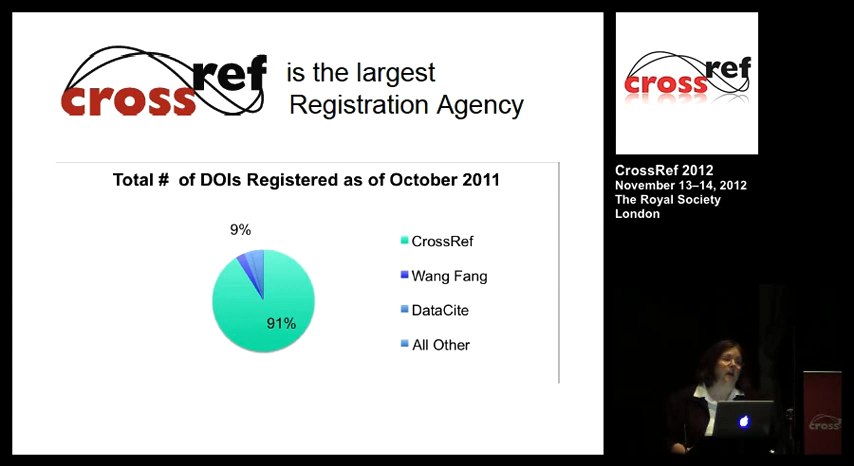 crossref is the largest
Registration Agency
Total # of DOIs Registered as of October 2011
9%
91%
CrossRef
Wang Fang
DataCite
All Other
crossref
CrossRef 2012
November 13–14, 2012
The Royal Society
London
crossref